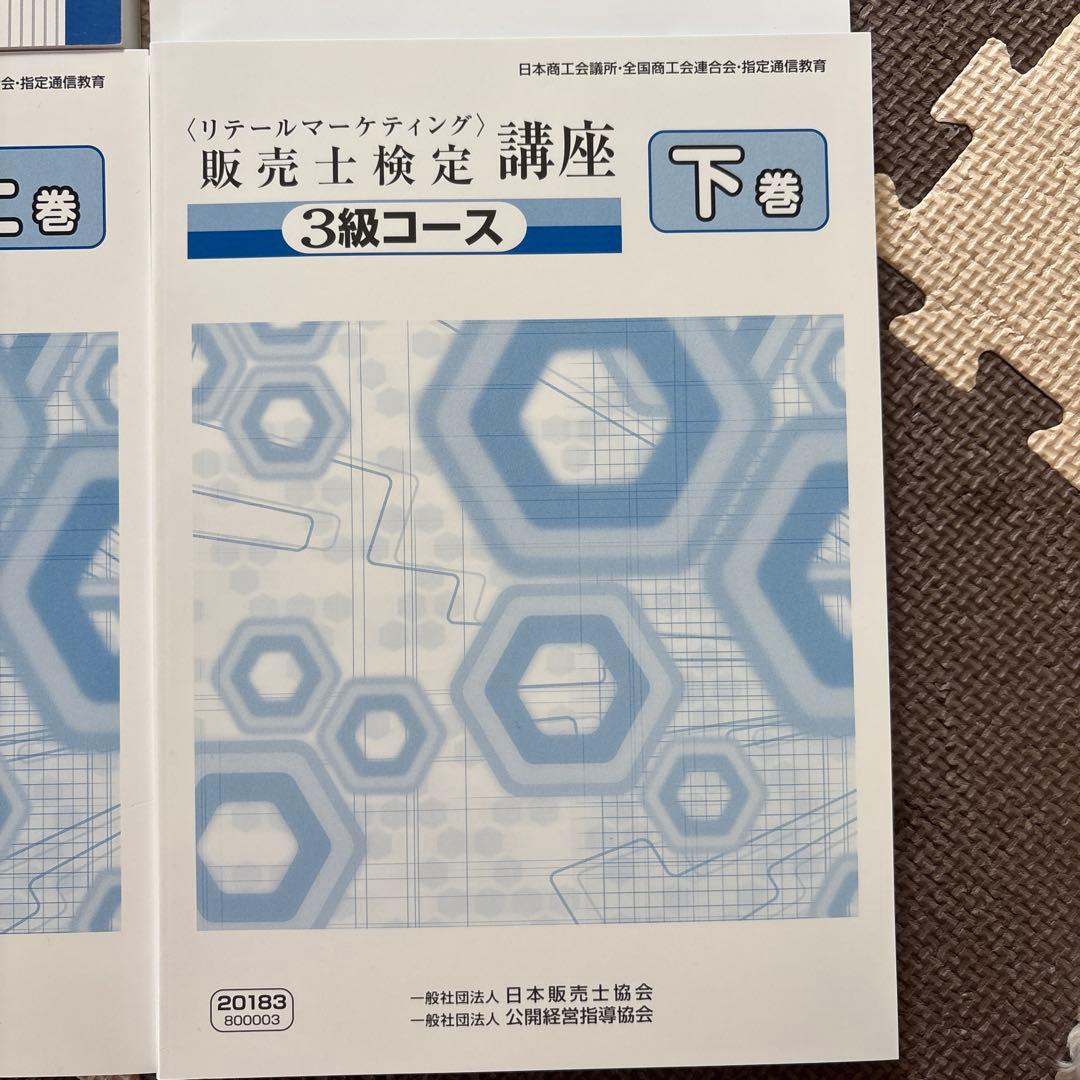 会・指定通信教育
巻
日本商工会議所・全国商工会連合会・指定通信教育
〈リテールマーケティング〉
販売士検定 講座
3級コース
下巻
20183
800003
一般社団法人 日本販売士協会
一般社団法人 公開経営指導協会